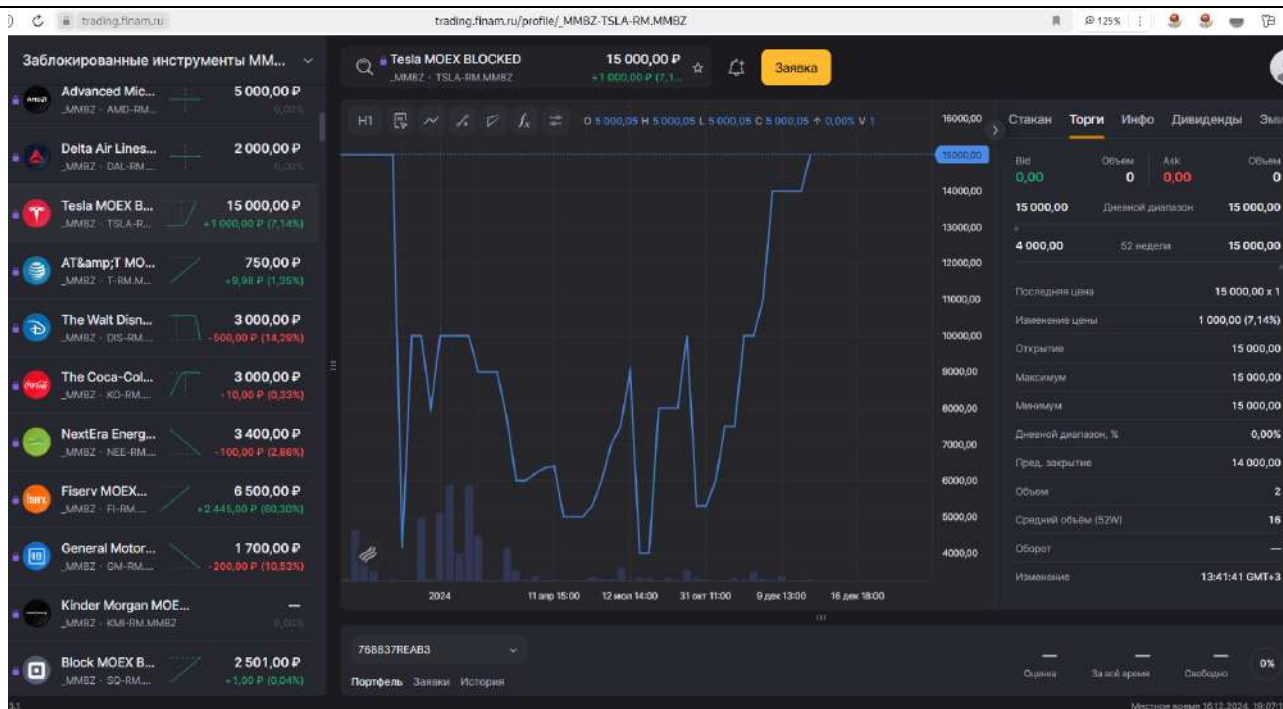 trading.finam.ru
trading.finam.ru/profile/_MMBZ-TSLA-RM.MMBZ
125%
Заблокированные инструменты ММ...
Advanced Mic...
5 000,00 ₽
_MMBZ · AMD-RM....
0,00%
Delta Air Lines...
2 000,00 ₽
_MMBZ · DAL-RM....
0,00%
Tesla MOEX B...
15 000,00 ₽
_MMBZ · TSLA-R...
+1 000,00 ₽ (7,14%)
AT&amp;T MO...
750,00 ₽
_MMBZ · T-RM.M...
+9,98 ₽ (1,35%)
The Walt Disn...
3 000,00 ₽
_MMBZ · DIS-RM....
-500,00 ₽ (14,29%)
The Coca-Col...
3 000,00 ₽
_MMBZ · KO-RM....
-10,00 ₽ (0,33%)
NextEra Energ...
3 400,00 ₽
_MMBZ · NEE-RM....
-100,00 ₽ (2,86%)
Fiserv MOEX...
6 500,00 ₽
_MMBZ · FI-RM....
+2 445,00 ₽ (60,30%)
General Motor...
1 700,00 ₽
_MMBZ · GM-RM....
-200,00 ₽ (10,53%)
Kinder Morgan MOE...
—
_MMBZ · KMI-RM.MMBZ
0,00%
Block MOEX B...
2 501,00 ₽
_MMBZ · SQ-RM....
+1,00 ₽ (0,04%)
Tesla MOEX BLOCKED
15 000,00 ₽
_MMBZ · TSLA-RM.MMBZ
+1 000,00 ₽ (7,1...
Заявка
H1
O 5 000,05 H 5 000,05 L 5 000,05 C 5 000,05 0,00% V 1
16000,00
15000,00
14000,00
13000,00
12000,00
11000,00
10000,00
9000,00
8000,00
7000,00
6000,00
5000,00
4000,00
2024
11 апр 15:00
12 июл 14:00
31 окт 11:00
9 дек 13:00
16 дек 18:00
Стакан Торги Инфо Дивиденды Эми
Bid Объем Ask Объем
0,00 0 0,00 0
15 000,00 Дневной диапазон 15 000,00
4 000,00 52 недели 15 000,00
Последняя цена 15 000,00 x 1
Изменение цены 1 000,00 (7,14%)
Открытие 15 000,00
Максимум 15 000,00
Минимум 15 000,00
Дневной диапазон, % 0,00%
Пред. закрытие 14 000,00
Объом 2
Средний объём (52W) 16
Оборот —
Изменение 13:41:41 GMT+3
768837REAB3
Портфель Заявки История
— — —
Оценка За всё время Свободно
0%
Местное время 16.12.2024, 19:07:1